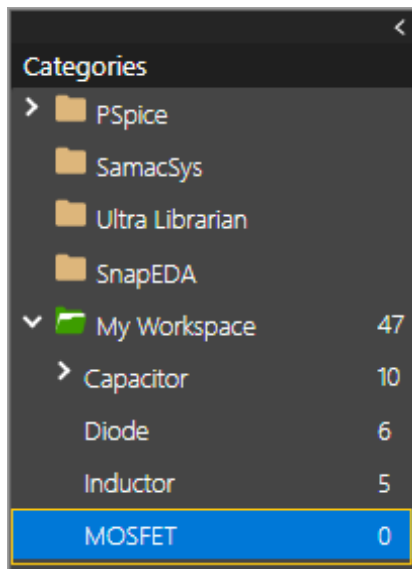 Categories
PSpice
SamacSys
Ultra Librarian
SnapEDA
My Workspace 47
Capacitor 10
Diode 6
Inductor 5
MOSFET 0